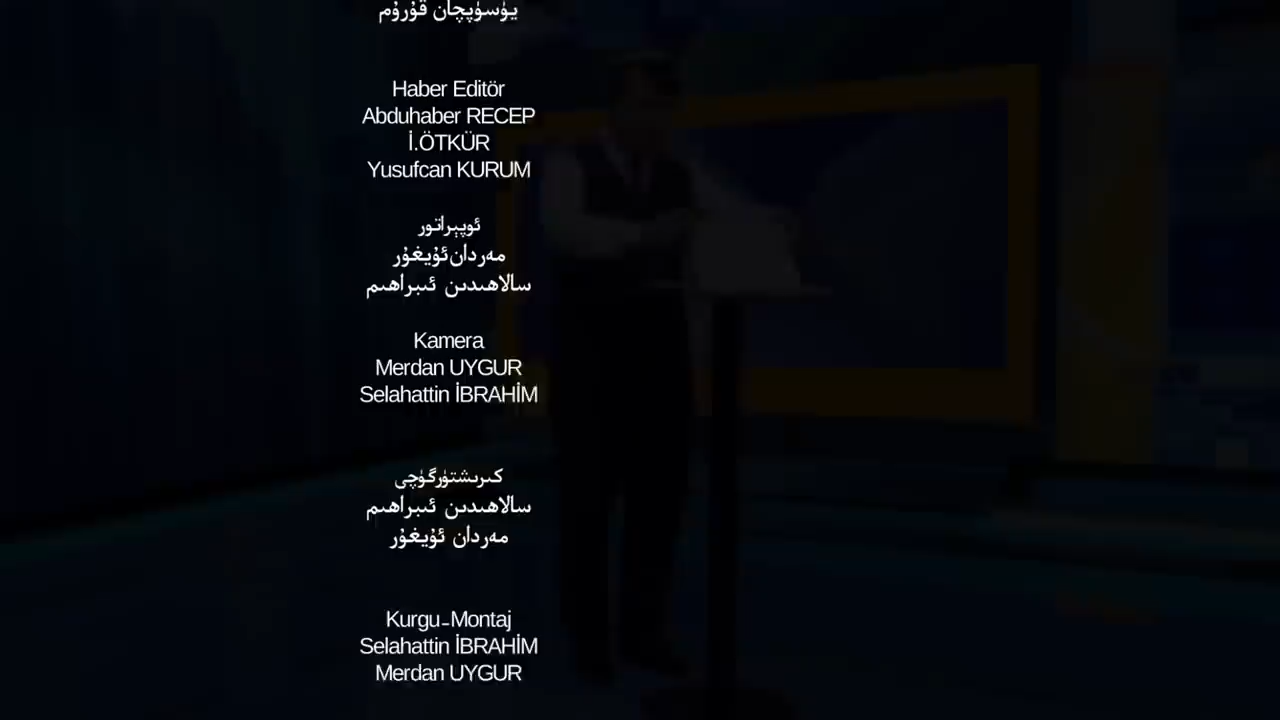 يۈسۈپچان قۇرۇم
Haber Editör
Abduhaber RECEP
İ.ÖTKÜR
Yusufcan KURUM
ئوپېراتور
مەردان ئۇيغۇر
سالاھىدىن ئىبراھىم
Kamera
Merdan UYGUR
Selahattin İBRAHİM
كىرىشتۈرگۈچى
سالاھىدىن ئىبراھىم
مەردان ئۇيغۇر
Kurgu-Montaj
Selahattin İBRAHİM
Merdan UYGUR